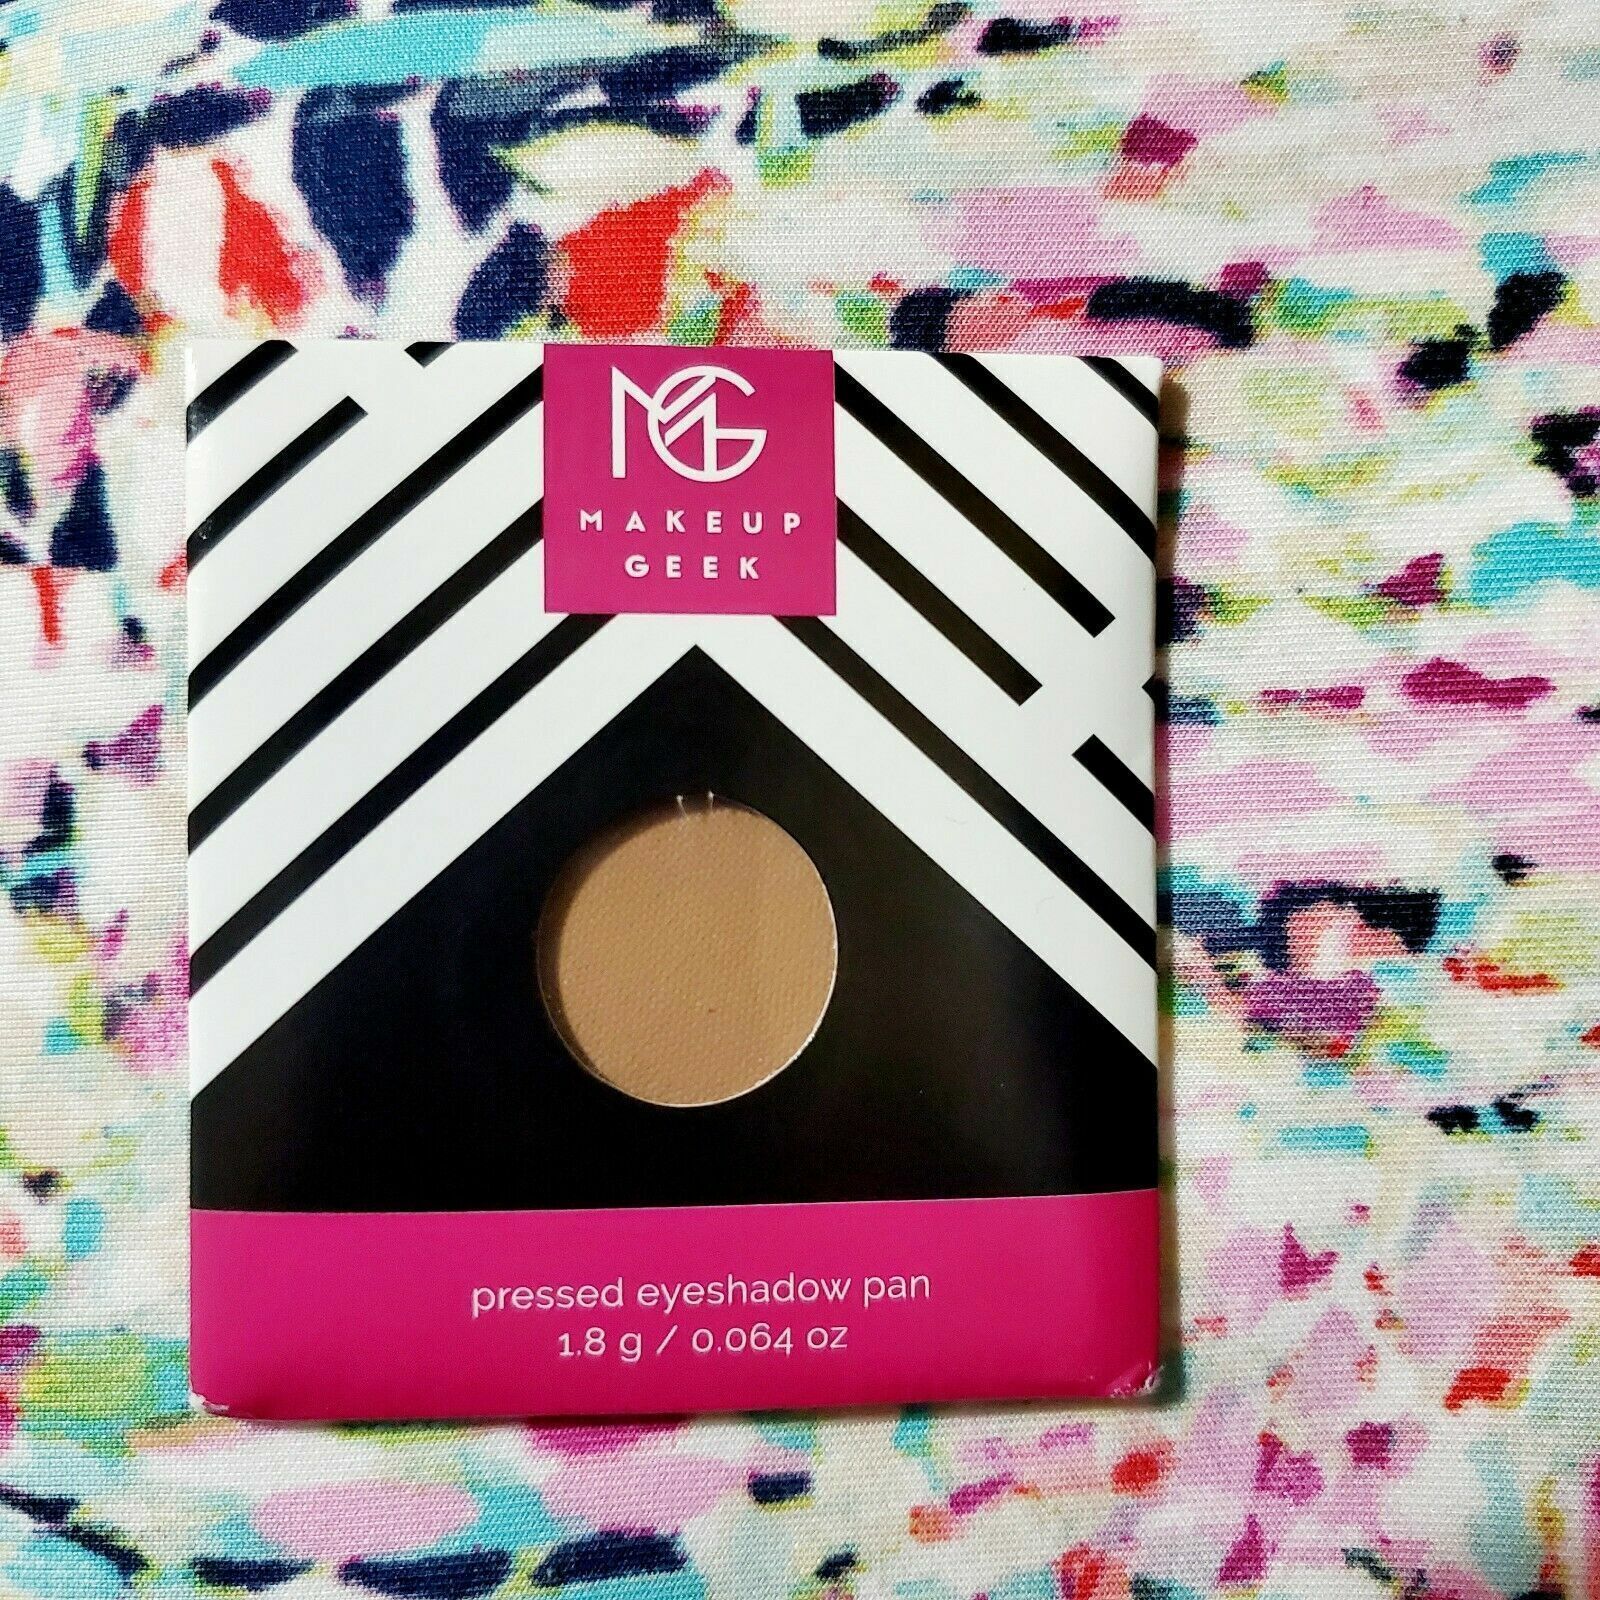 MG
MAKEUP
GEEK
pressed eyeshadow pan
1.8 g / 0.064 oz